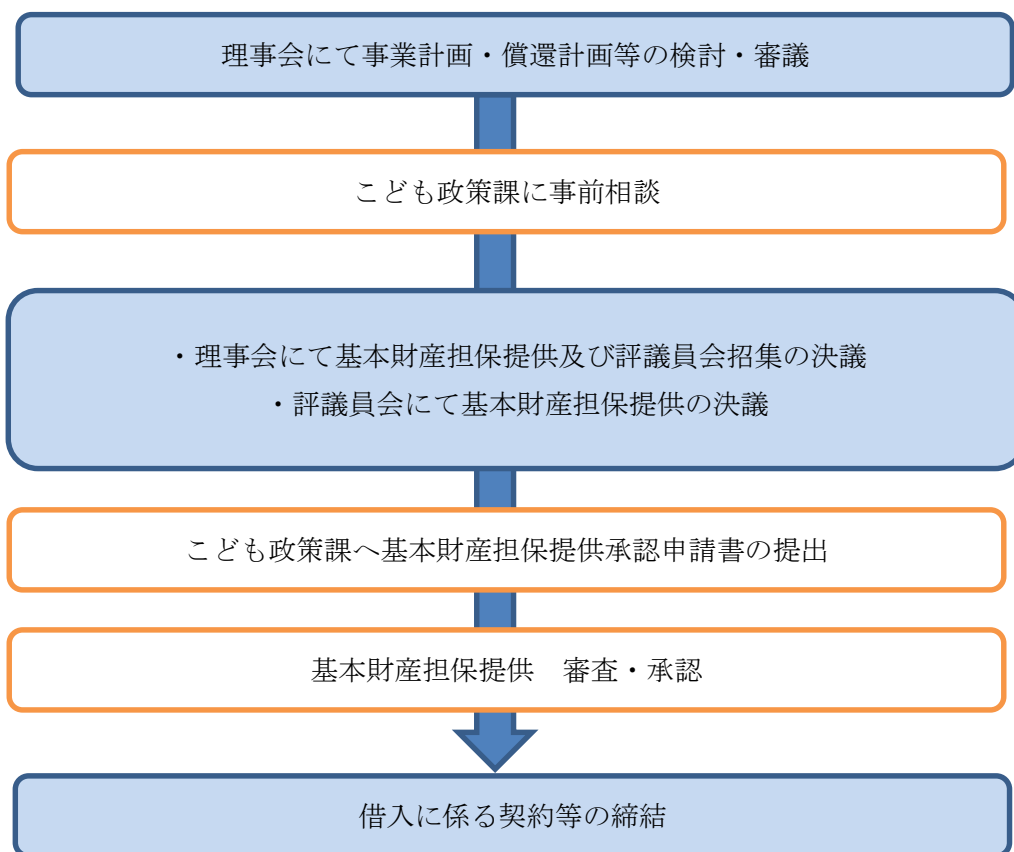 理事会にて事業計画・償還計画等の検討・審議
こども政策課に事前相談
・理事会にて基本財産担保提供及び評議員会招集の決議
・評議員会にて基本財産担保提供の決議
こども政策課へ基本財産担保提供承認申請書の提出
基本財産担保提供　審査・承認
借入に係る契約等の締結